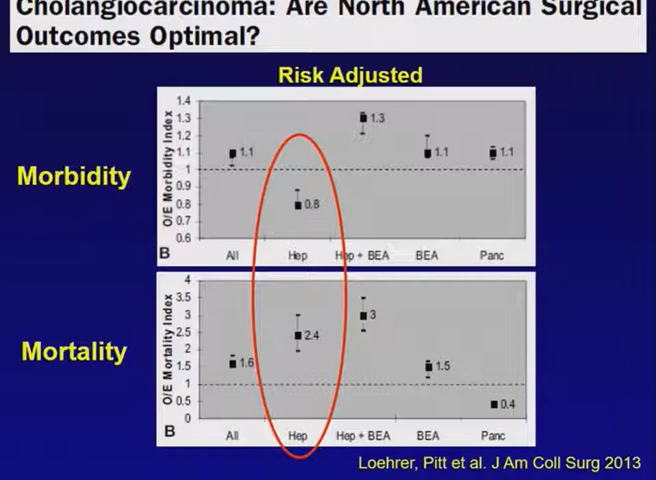 Cholangiocarcinoma: Are North American Surgical
Outcomes Optimal?
Risk Adjusted
Morbidity
O/E Morbidity Index
1.4
1.3
1.2
1.1
1
0.9
0.8
0.7
0.6
1.1
0.8
1.3
1.1
1.1
B
All Hep Hep + BEA BEA Panc
Mortality
O/E Mortality Index
4
3.5
3
2.5
2
1.5
1
0.5
0
1.6
2.4
3
1.5
0.4
B
All Hep Hep + BEA BEA Panc
Loehrer, Pitt et al. J Am Coll Surg 2013